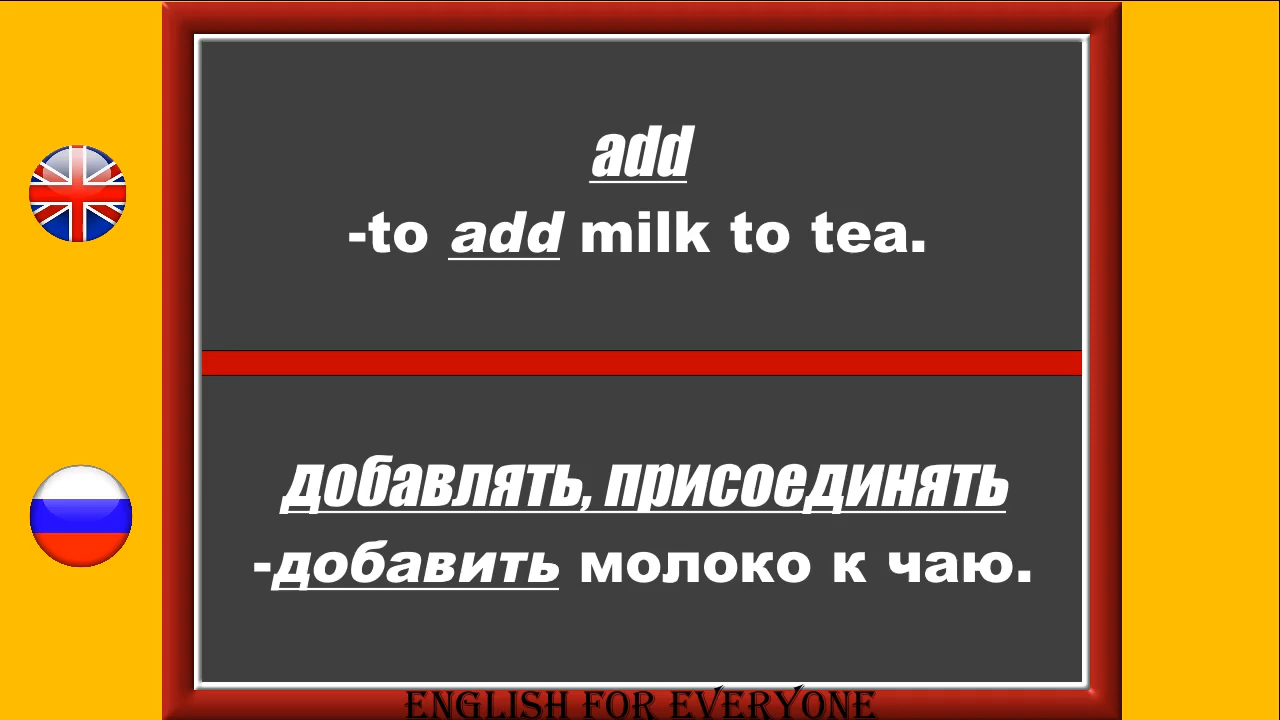 add
-to add milk to tea.
добавлять, присоединять
-добавить молоко к чаю.
ENGLISH FOR EVERYONE